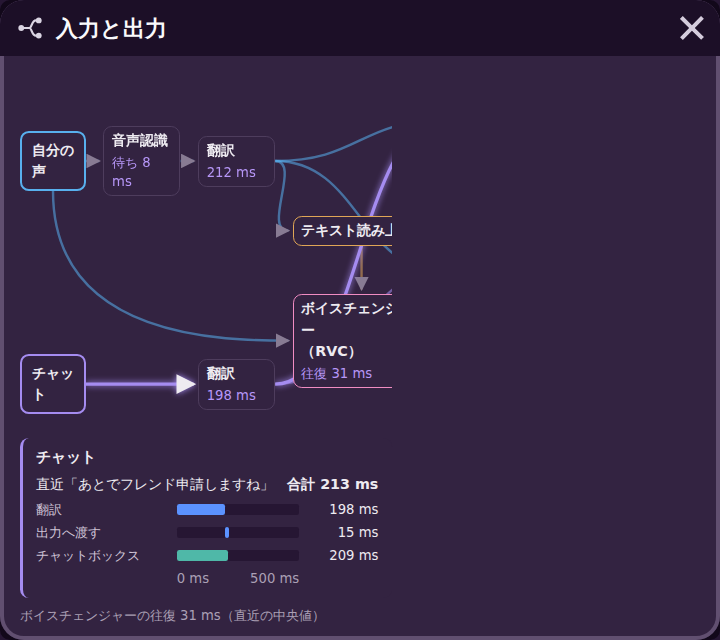 入力と出力
自分の
声
音声認識
待ち 8
ms
翻訳
212 ms
テキスト読み上
ボイスチェンジ
ー
（RVC）
往復 31 ms
チャッ
ト
翻訳
198 ms
チャット
直近「あとでフレンド申請しますね」 合計 213 ms
翻訳 198 ms
出力へ渡す 15 ms
チャットボックス 209 ms
0 ms 500 ms
ボイスチェンジャーの往復 31 ms（直近の中央値）